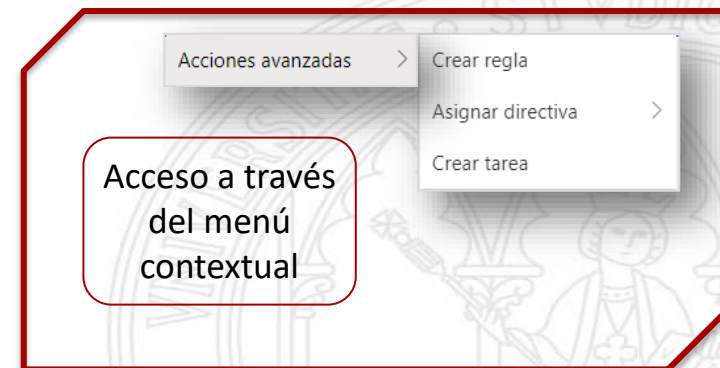 Acciones avanzadas
Crear regla
Asignar directiva
Crear tarea
Acceso a través
del menú
contextual